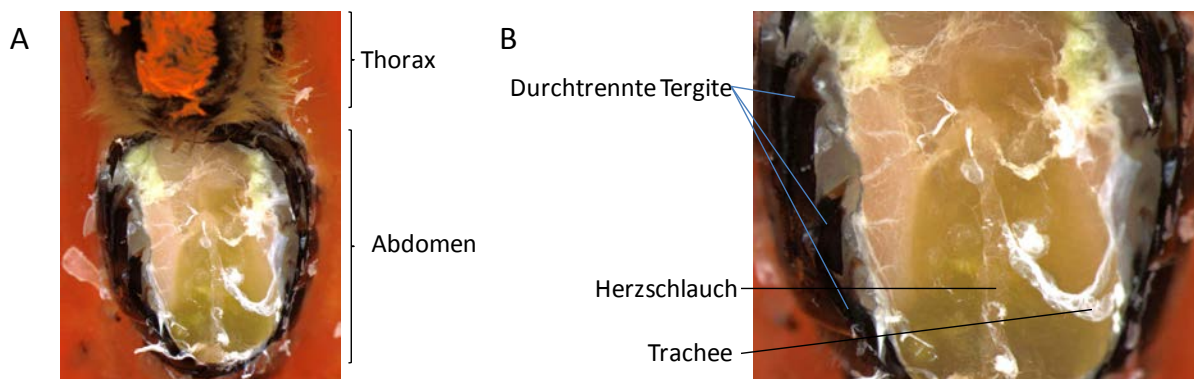 A
Thorax
Abdomen
B
Durchtrennte Tergite
Herzschlauch
Trachee